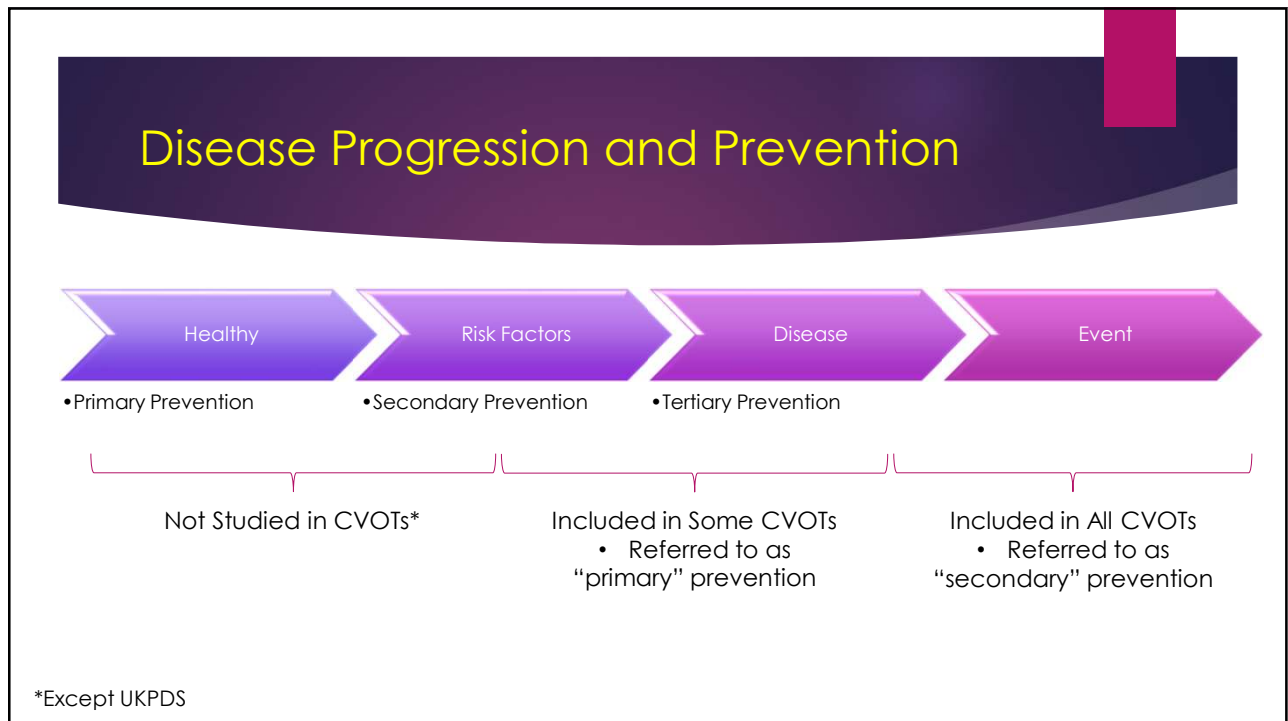 Disease Progression and Prevention
Healthy
Risk Factors
Disease
Event
•Primary Prevention
•Secondary Prevention
•Tertiary Prevention
Not Studied in CVOTs*
Included in Some CVOTs
• Referred to as
“primary” prevention
Included in All CVOTs
• Referred to as
“secondary” prevention
*Except UKPDS